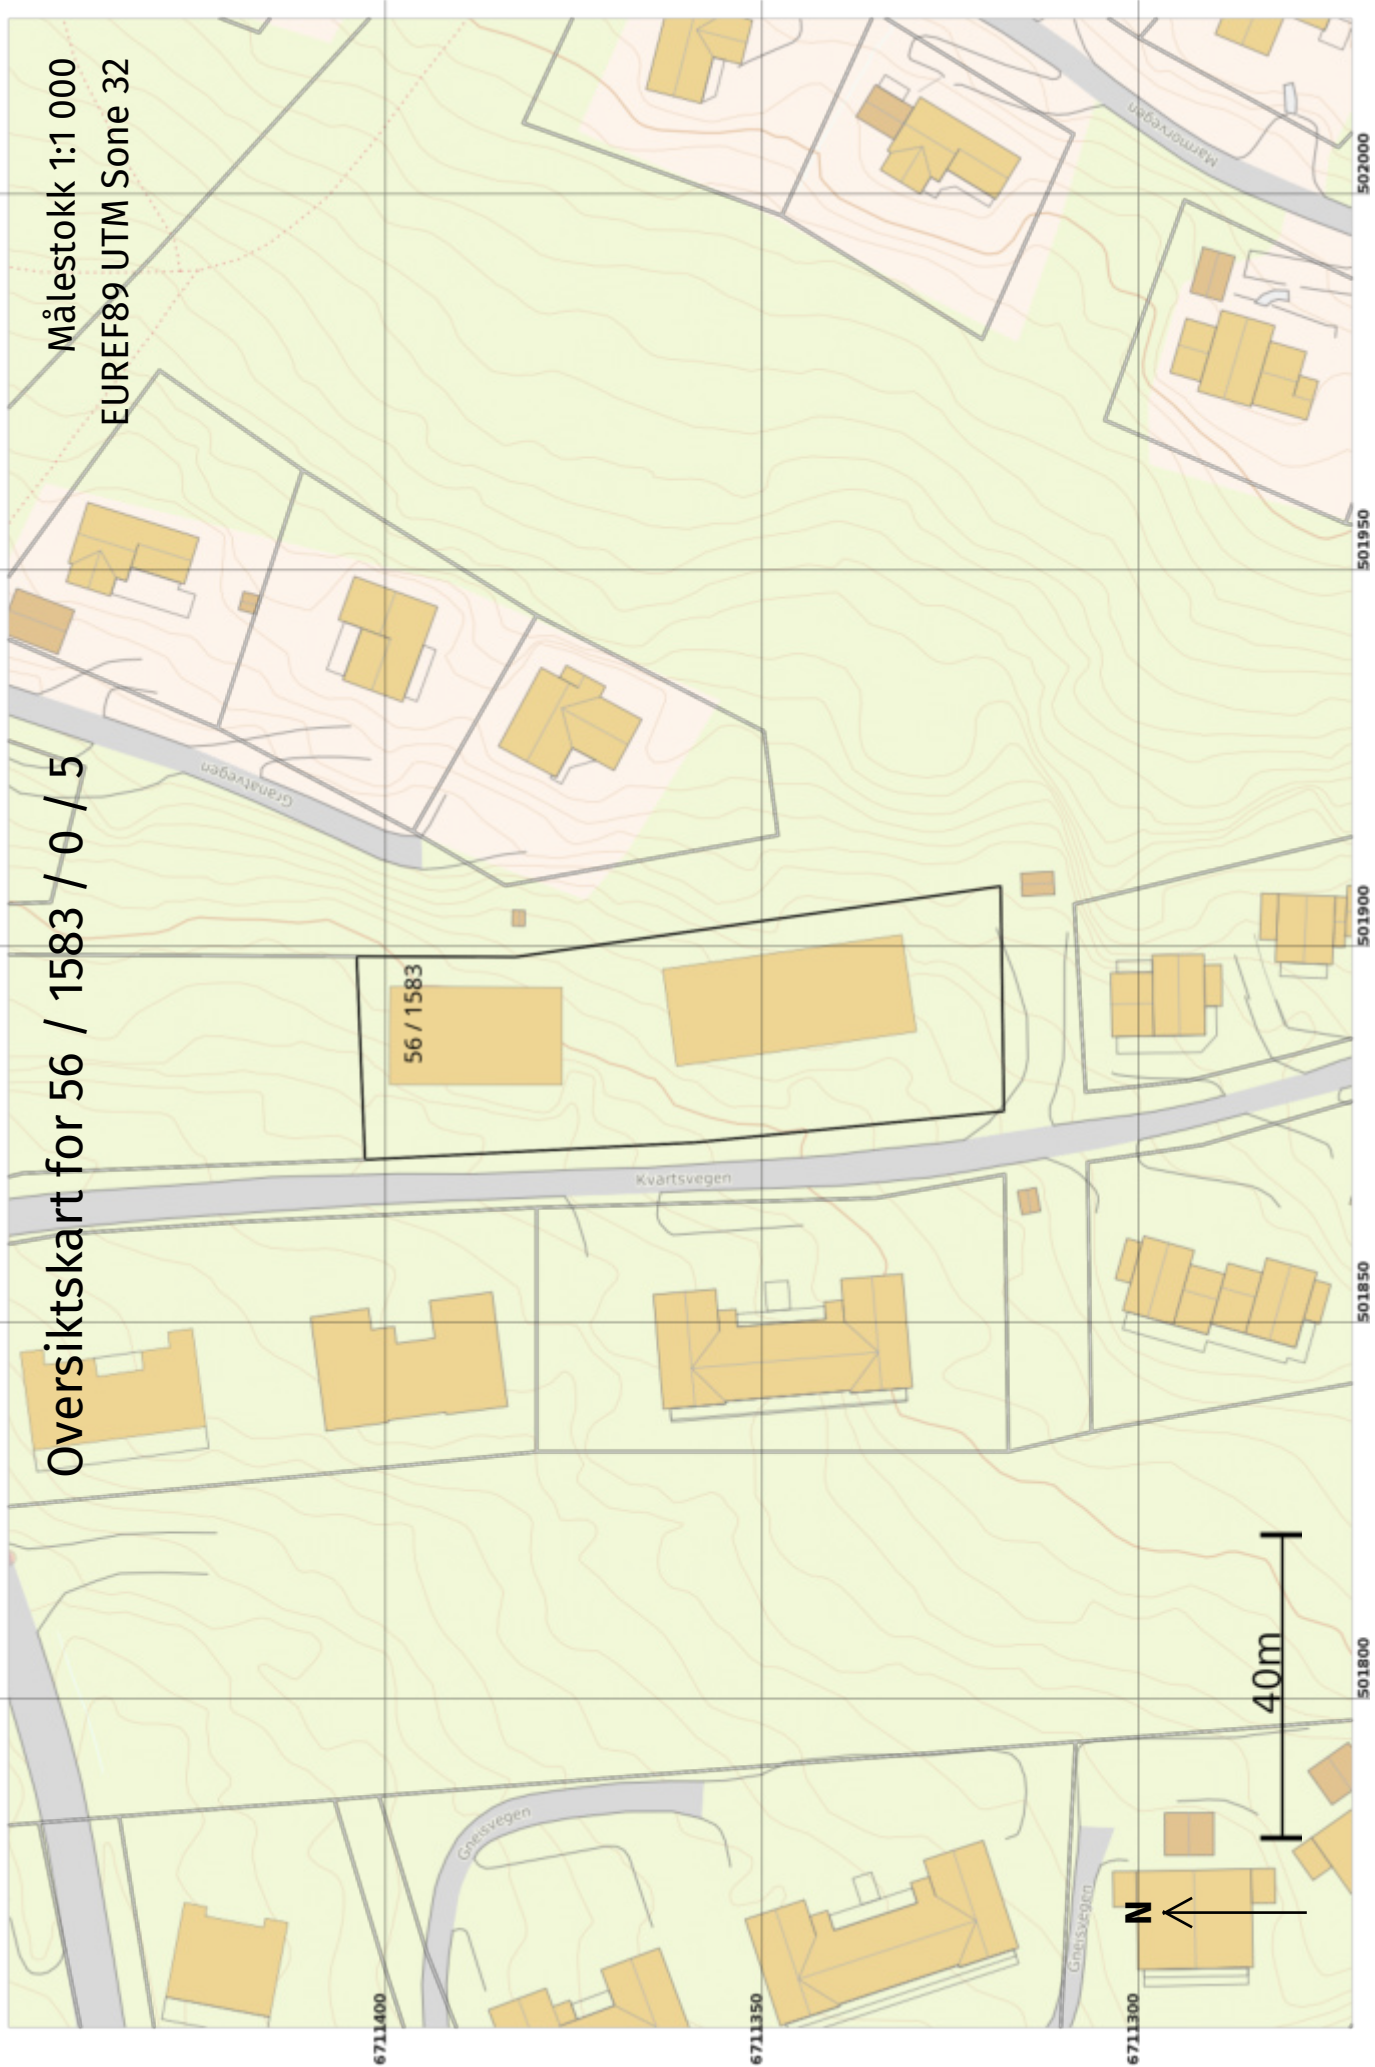 Oversiktskart for 56 / 1583 / 0 / 5
Målestokk 1:1 000
EUREF89 UTM Sone 32
Marmorvegen
Granatvegen
56 / 1583
Kvartsvegen
Gneisvegen
Gneisvegen
40m
N
6711400
6711350
6711300
501800
501850
501900
501950
502000